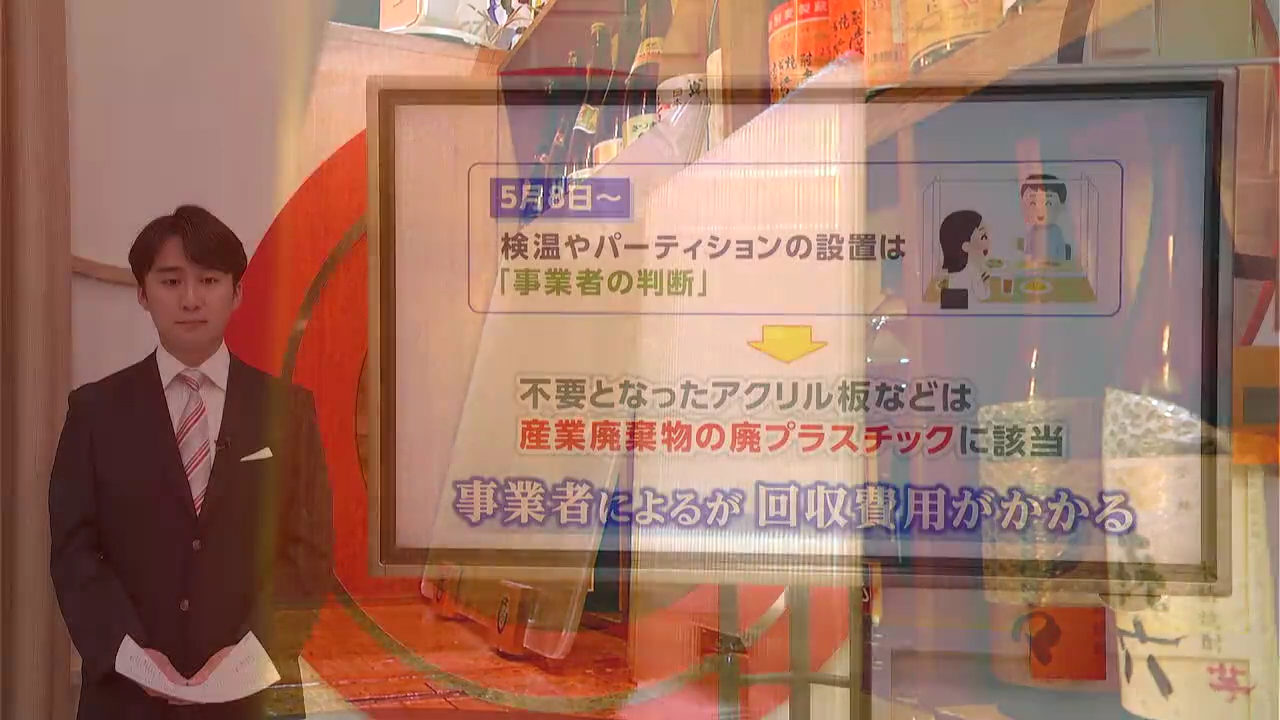 5月8日～
検温やパーティションの設置は
「事業者の判断」
不要となったアクリル板などは
産業廃棄物の廃プラスチックに該当
事業者によるが 回収費用がかかる